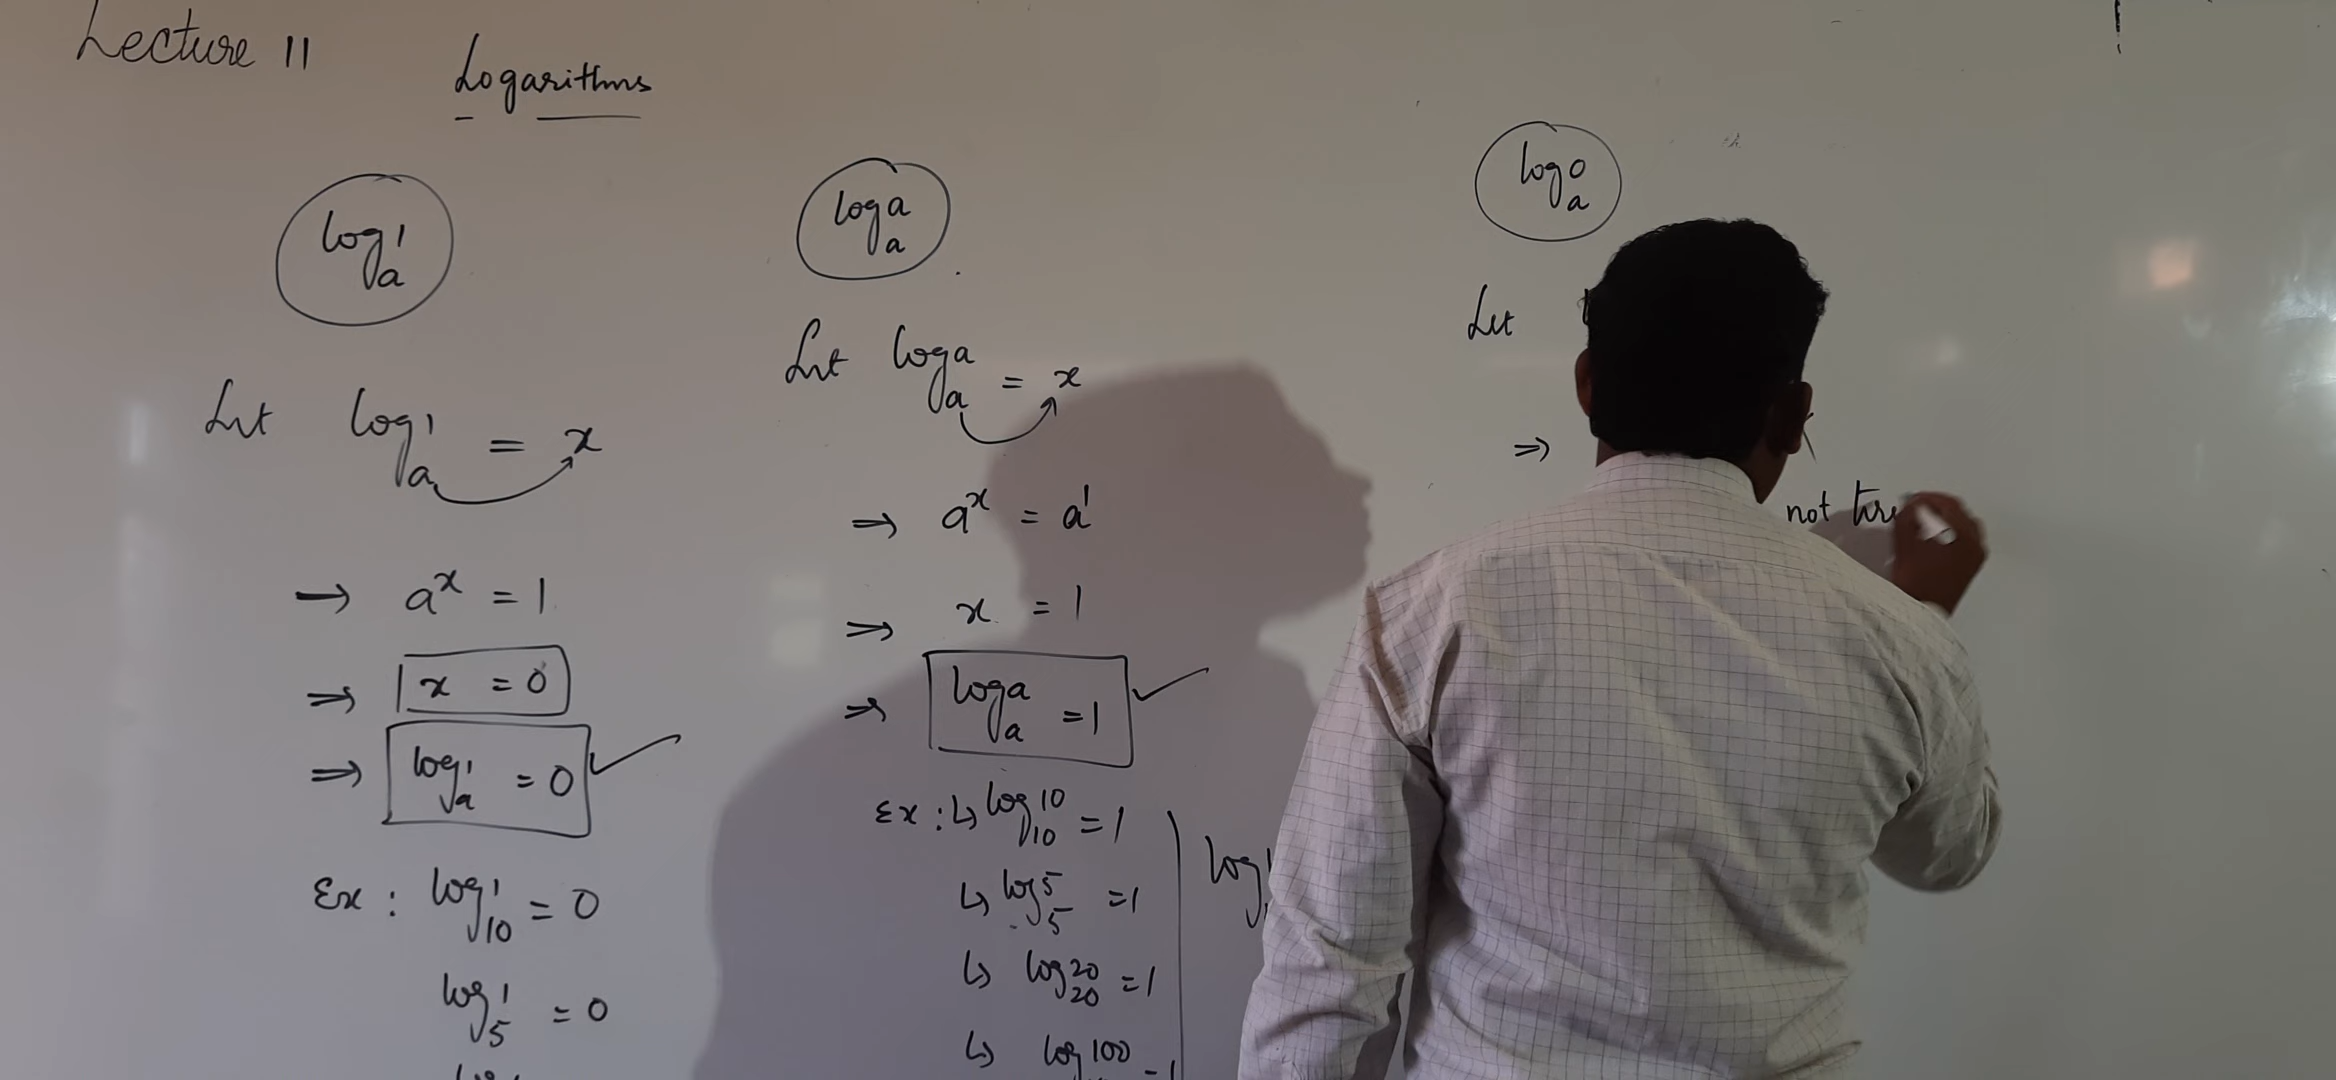 Lecture 11
Logarithms
log 1
a
Let log 1
a = x
→ aˣ = 1
⇒ x = 0
⇒ log 1
a = 0
Ex : log 1
10 = 0
log 1
5 = 0
log a
a
Let log a
a = x
⇒ aˣ = a¹
⇒ x = 1
⇒ log a
a = 1
Ex : ↳ log 10
10 = 1
↳ log 5
5 = 1
↳ log 20
20 = 1
↳ log 100
= 1
log
log 0
a
Let
⇒
not